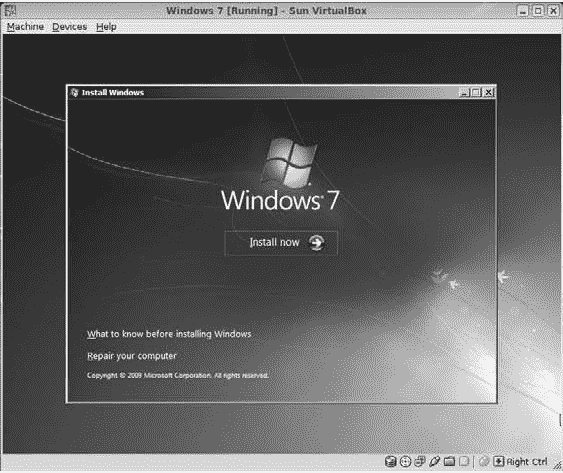 Windows 7 [Running] - Sun VirtualBox
Machine Devices Help
Install Windows
Windows 7
Install now
What to know before installing Windows
Repair your computer
Copyright © 2009 Microsoft Corporation. All rights reserved.
Right Ctrl